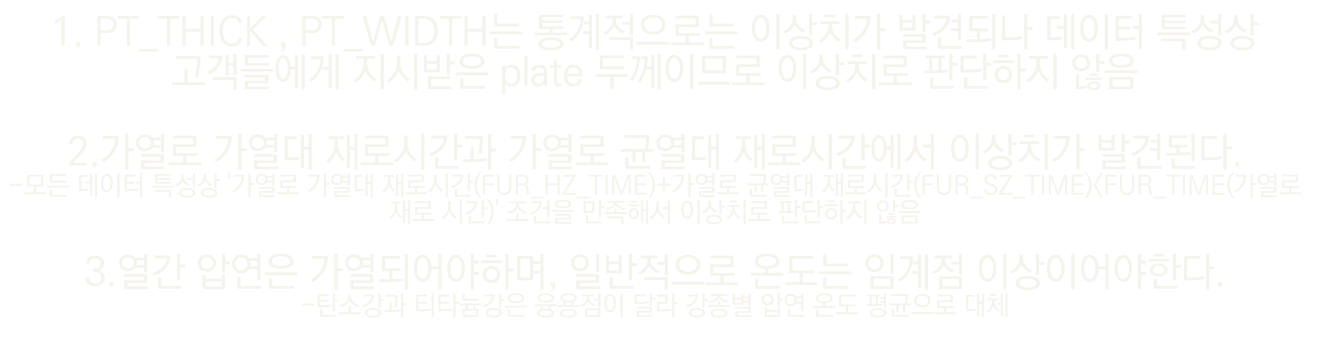 1. PT_THICK , PT_WIDTH는 통계적으로는 이상치가 발견되나 데이터 특성상
고객들에게 지시받은 plate 두께이므로 이상치로 판단하지 않음
2.가열로 가열대 재로시간과 가열로 균열대 재로시간에서 이상치가 발견된다.
-모든 데이터 특성상 '가열로 가열대 재로시간(FUR_HZ_TIME)+가열로 균열대 재로시간(FUR_SZ_TIME)<FUR_TIME(가열로
재로 시간)' 조건을 만족해서 이상치로 판단하지 않음
3.열간 압연은 가열되어야하며, 일반적으로 온도는 임계점 이상이어야한다.
-탄소강과 티타늄강은 융용점이 달라 강종별 압연 온도 평균으로 대체